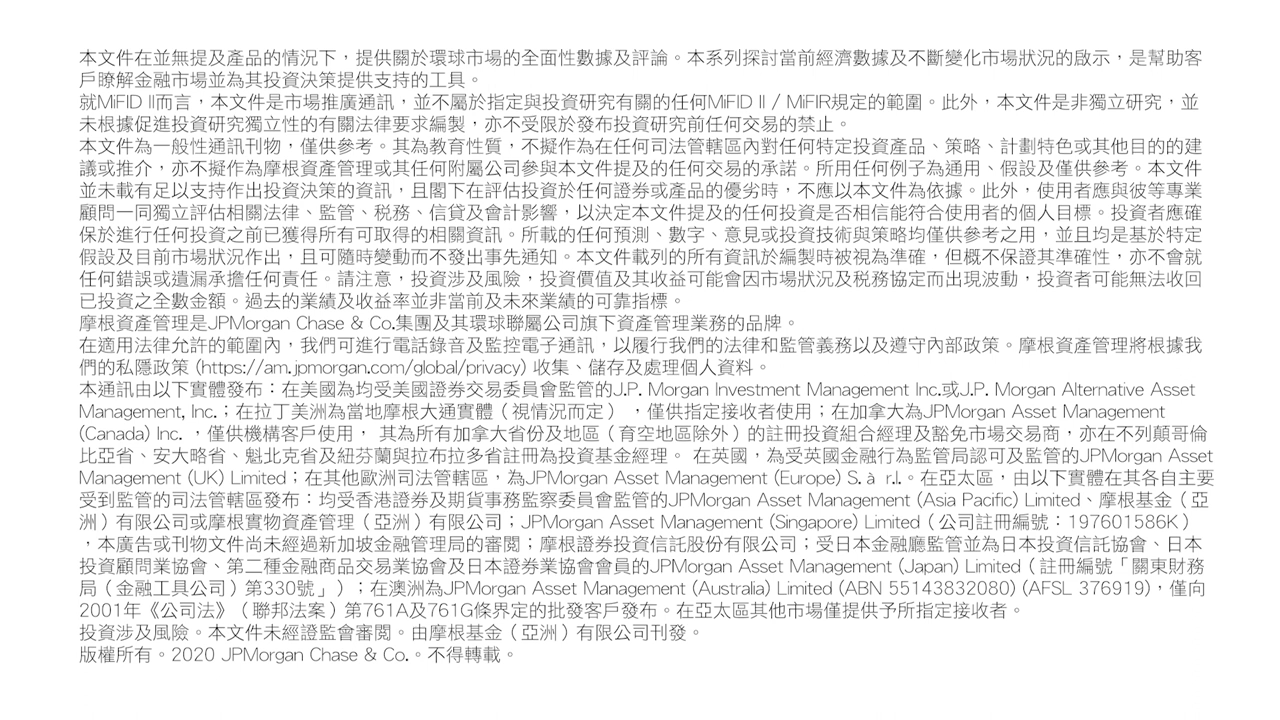 本文件在並無提及產品的情況下，提供關於環球市場的全面性數據及評論。本系列探討當前經濟數據及不斷變化市場狀況的啟示，是幫助客
戶瞭解金融市場並為其投資決策提供支持的工具。
就MiFID II而言，本文件是市場推廣通訊，並不屬於指定與投資研究有關的任何MiFID II / MiFIR規定的範圍。此外，本文件是非獨立研究，並
未根據促進投資研究獨立性的有關法律要求編製，亦不受限於發布投資研究前任何交易的禁止。
本文件為一般性通訊刊物，僅供參考。其為教育性質，不擬作為在任何司法管轄區內對任何特定投資產品、策略、計劃特色或其他目的的建
議或推介，亦不擬作為摩根資產管理或其任何附屬公司參與本文件提及的任何交易的承諾。所用任何例子為通用、假設及僅供參考。本文件
並未載有足以支持作出投資決策的資訊，且閣下在評估投資於任何證券或產品的優劣時，不應以本文件為依據。此外，使用者應與彼等專業
顧問一同獨立評估相關法律、監管、稅務、信貸及會計影響，以決定本文件提及的任何投資是否相信能符合使用者的個人目標。投資者應確
保於進行任何投資之前已獲得所有可取得的相關資訊。所載的任何預測、數字、意見或投資技術與策略均僅供參考之用，並且均是基於特定
假設及目前市場狀況作出，且可隨時變動而不發出事先通知。本文件載列的所有資訊於編製時被視為準確，但概不保證其準確性，亦不會就
任何錯誤或遺漏承擔任何責任。請注意，投資涉及風險，投資價值及其收益可能會因市場狀況及稅務協定而出現波動，投資者可能無法收回
已投資之全數金額。過去的業績及收益率並非當前及未來業績的可靠指標。
摩根資產管理是JPMorgan Chase & Co.集團及其環球聯屬公司旗下資產管理業務的品牌。
在適用法律允許的範圍內，我們可進行電話錄音及監控電子通訊，以履行我們的法律和監管義務以及遵守內部政策。摩根資產管理將根據我
們的私隱政策 (https://am.jpmorgan.com/global/privacy) 收集、儲存及處理個人資料。
本通訊由以下實體發布：在美國為均受美國證券交易委員會監管的J.P. Morgan Investment Management Inc.或J.P. Morgan Alternative Asset
Management, Inc.；在拉丁美洲為當地摩根大通實體（視情況而定） ，僅供指定接收者使用；在加拿大為JPMorgan Asset Management
(Canada) Inc. ，僅供機構客戶使用， 其為所有加拿大省份及地區（育空地區除外）的註冊投資組合經理及豁免市場交易商，亦在不列顛哥倫
比亞省、安大略省、魁北克省及紐芬蘭與拉布拉多省註冊為投資基金經理。 在英國，為受英國金融行為監管局認可及監管的JPMorgan Asset
Management (UK) Limited；在其他歐洲司法管轄區，為JPMorgan Asset Management (Europe) S. à  r.l.。在亞太區，由以下實體在其各自主要
受到監管的司法管轄區發布：均受香港證券及期貨事務監察委員會監管的JPMorgan Asset Management (Asia Pacific) Limited、摩根基金（亞
洲）有限公司或摩根實物資產管理（亞洲）有限公司；JPMorgan Asset Management (Singapore) Limited（公司註冊編號：197601586K）
，本廣告或刊物文件尚未經過新加坡金融管理局的審閱；摩根證券投資信託股份有限公司；受日本金融廳監管並為日本投資信託協會、日本
投資顧問業協會、第二種金融商品交易業協會及日本證券業協會會員的JPMorgan Asset Management (Japan) Limited（註冊編號「關東財務
局（金融工具公司）第330號」）；在澳洲為JPMorgan Asset Management (Australia) Limited (ABN 55143832080) (AFSL 376919)，僅向
2001年《公司法》（聯邦法案）第761A及761G條界定的批發客戶發布。在亞太區其他市場僅提供予所指定接收者。
投資涉及風險。本文件未經證監會審閱。由摩根基金（亞洲）有限公司刊發。
版權所有。2020 JPMorgan Chase & Co.。不得轉載。